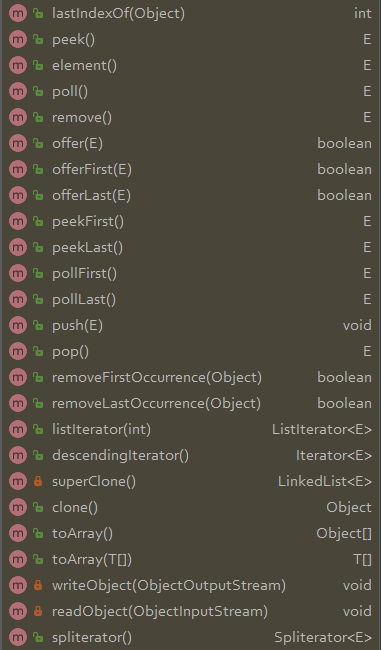 m lastIndexOf(Object) int
m peek() E
m element() E
m poll() E
m remove() E
m offer(E) boolean
m offerFirst(E) boolean
m offerLast(E) boolean
m peekFirst() E
m peekLast() E
m pollFirst() E
m pollLast() E
m push(E) void
m pop() E
m removeFirstOccurrence(Object) boolean
m removeLastOccurrence(Object) boolean
m listIterator(int) ListIterator<E>
m descendingIterator() Iterator<E>
m superClone() LinkedList<E>
m clone() Object
m toArray() Object[]
m toArray(T[]) T[]
m writeObject(ObjectOutputStream) void
m readObject(ObjectInputStream) void
m spliterator() Spliterator<E>